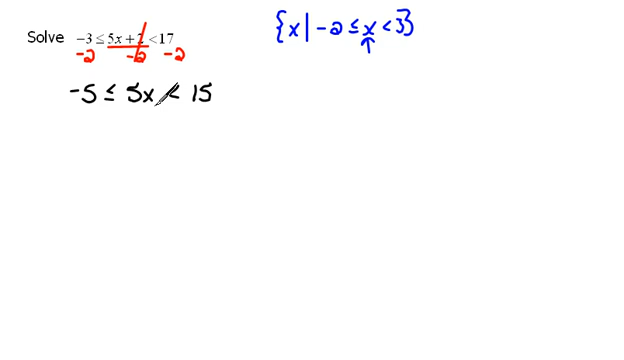 Solve −3 ≤ 5x + 2 < 17
-2 -2 -2
{x | -2 ≤ x < 3}
-5 ≤ 5x < 15